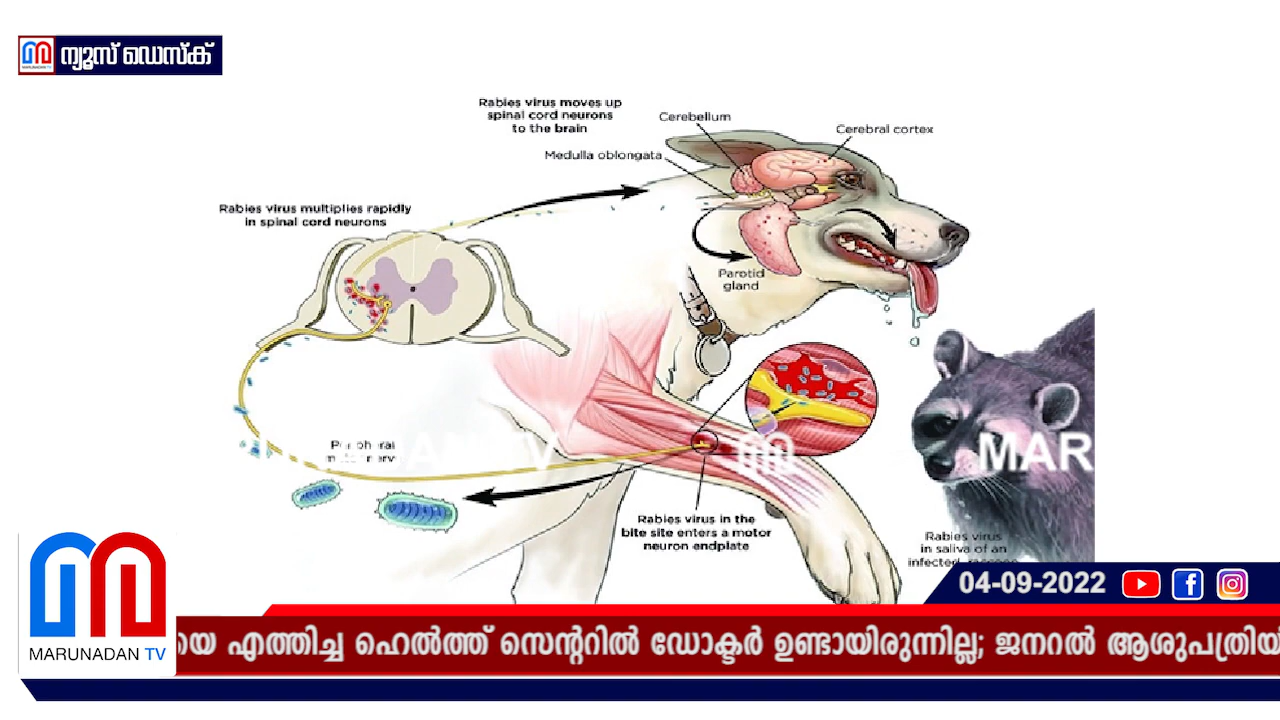 ന്യൂസ് ഡെസ്ക്
Rabies virus moves up
spinal cord neurons
to the brain
Cerebellum
Cerebral cortex
Medulla oblongata
Rabies virus multiplies rapidly
in spinal cord neurons
Parotid
gland
MAR
Rabies virus in the
bite site enters a motor
neuron endplate
Rabies virus
in saliva of an
infected
04-09-2022
MARUNADAN TV
യെ എത്തിച്ച ഹെൽത്ത് സെന്ററിൽ ഡോക്ടർ ഉണ്ടായിരുന്നില്ല; ജനറൽ ആശുപത്രിയി